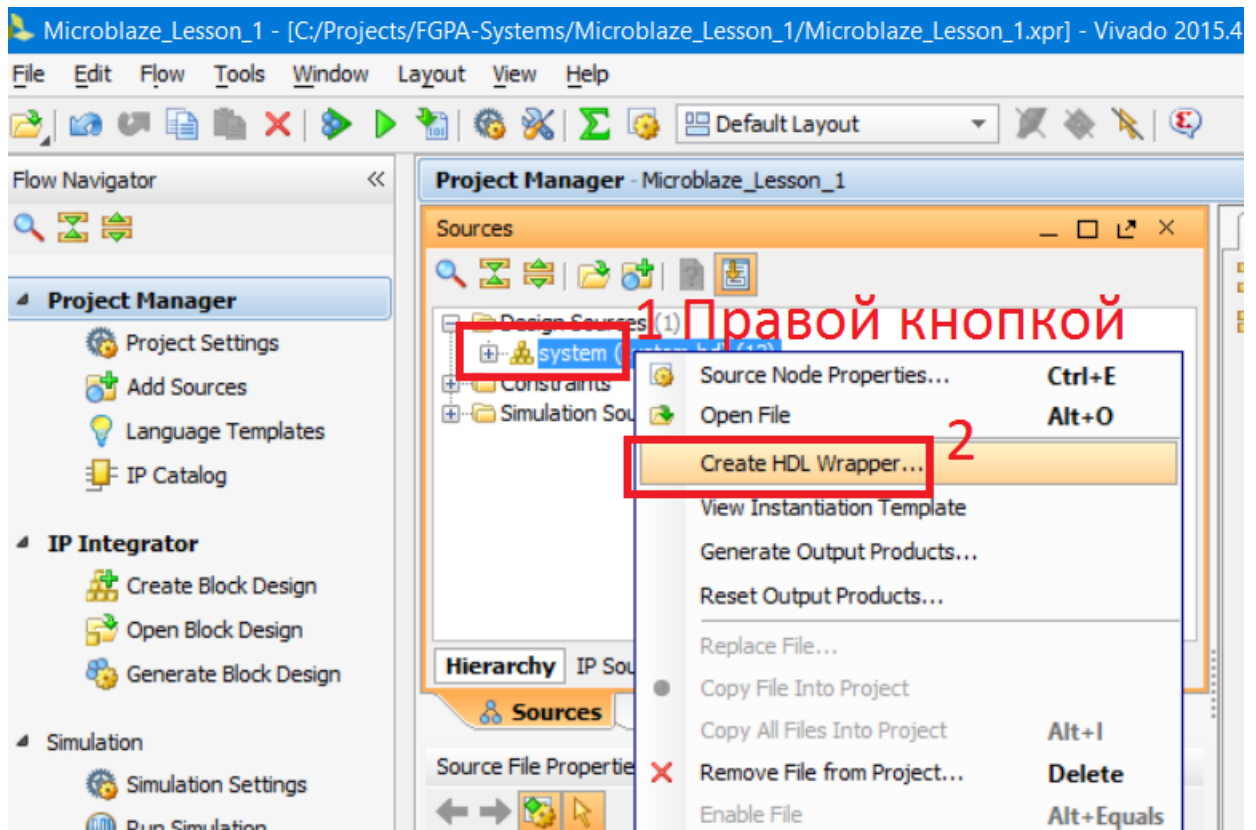 Microblaze_Lesson_1 - [C:/Projects/FGPA-Systems/Microblaze_Lesson_1/Microblaze_Lesson_1.xpr] - Vivado 2015.4
File Edit Flow Tools Window Layout View Help
Default Layout
Flow Navigator
Project Manager
Project Settings
Add Sources
Language Templates
IP Catalog
IP Integrator
Create Block Design
Open Block Design
Generate Block Design
Simulation
Simulation Settings
Run Simulation
Project Manager - Microblaze_Lesson_1
Sources
Design Sources (1)
1 Правой кнопкой
system
Constraints
Simulation Sou
Source Node Properties... Ctrl+E
Open File Alt+O
Create HDL Wrapper... 2
View Instantiation Template
Generate Output Products...
Reset Output Products...
Replace File...
Copy File Into Project
Copy All Files Into Project Alt+I
Remove File from Project... Delete
Enable File Alt+Equals
Hierarchy IP Sou
Sources
Source File Propertie